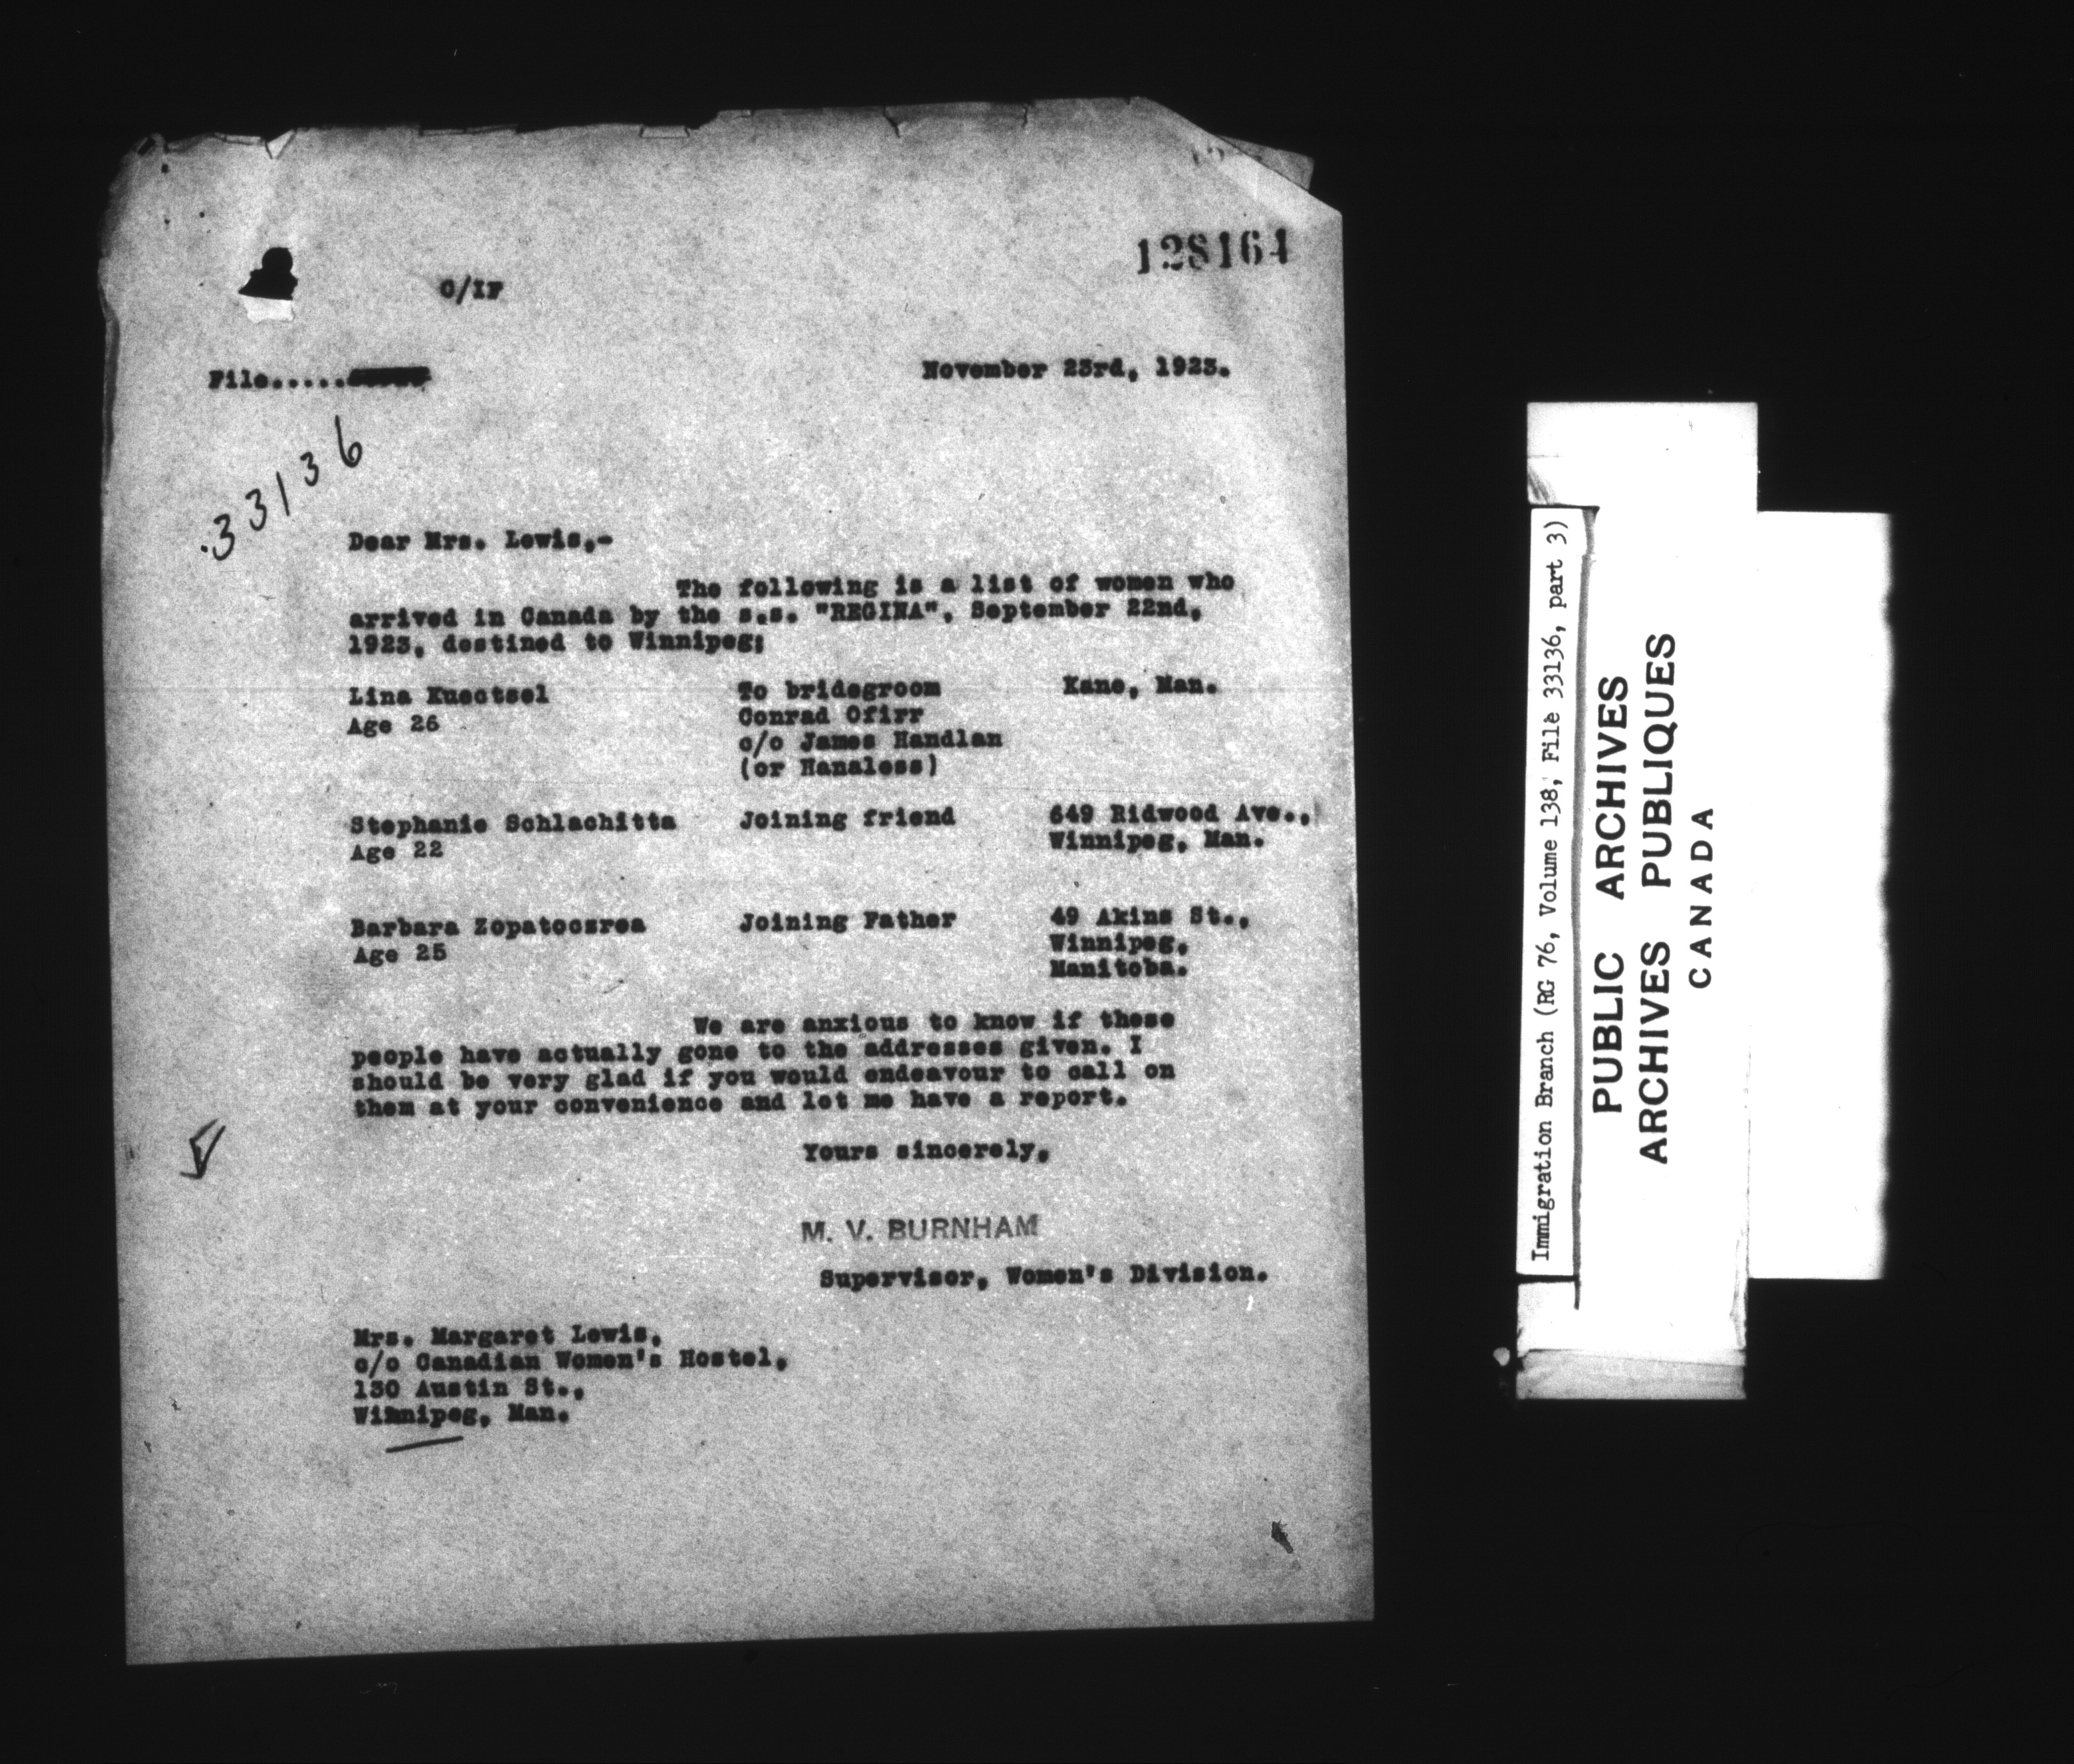 128164
C/IF
File.....
November 23rd, 1923.
33136
Dear Mrs. Lewis,-
The following is a list of women who
arrived in Canada by the s.s. "REGINA", September 22nd,
1923, destined to Winnipeg;
Lina Kuectsel To bridegroom Kane, Man.
Age 26 Conrad Ofirr
c/o James Handlan
(or Hanaless)
Stephanie Schlachitta Joining friend 649 Ridwood Ave.,
Age 22 Winnipeg, Man.
Barbara Zopatocsrea Joining Father 49 Akins St.,
Age 25 Winnipeg,
Manitoba.
We are anxious to know if these
people have actually gone to the addresses given. I
should be very glad if you would endeavour to call on
them at your convenience and let me have a report.
Yours sincerely,
M. V. BURNHAM
Supervisor, Women's Division.
Mrs. Margaret Lewis,
c/o Canadian Women's Hostel,
130 Austin St.,
Winnipeg, Man.
Immigration Branch (RG 76, Volume 138, File 33136, part 3)
PUBLIC ARCHIVES
ARCHIVES PUBLIQUES
CANADA